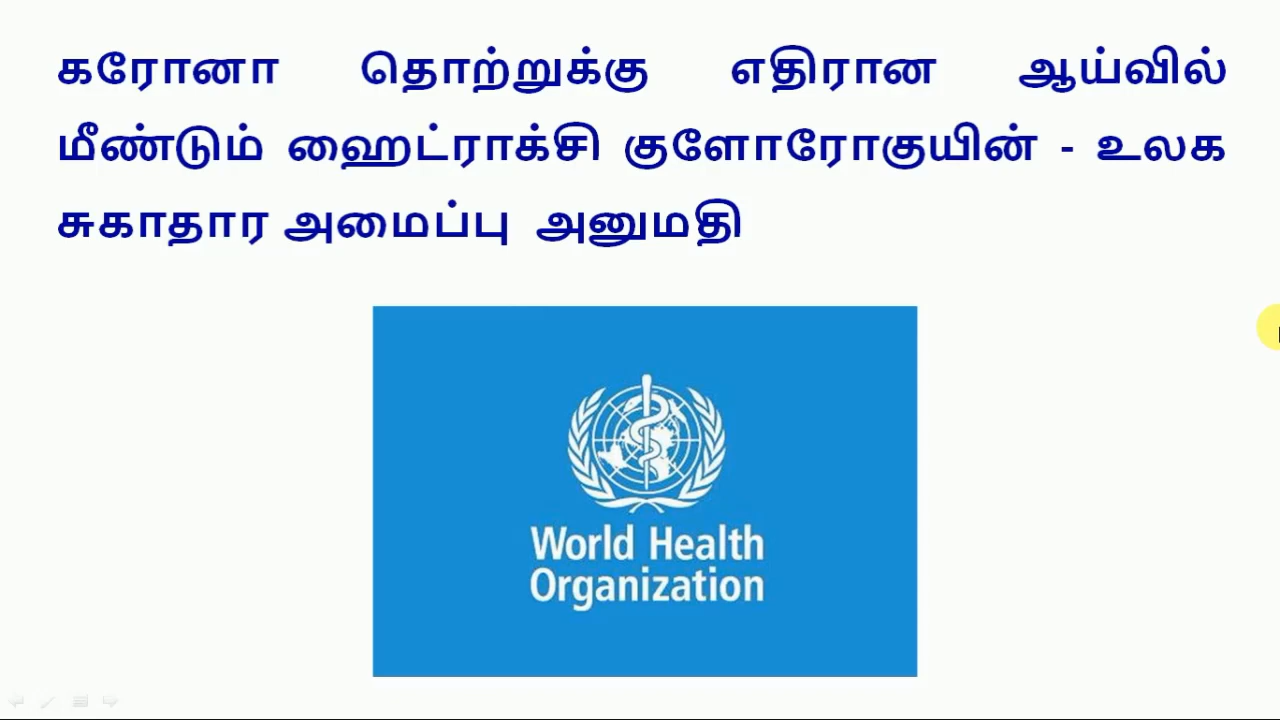 கரோனா தொற்றுக்கு எதிரான ஆய்வில்
மீண்டும் ஹைட்ராக்சி குளோரோகுயின் - உலக
சுகாதார அமைப்பு அனுமதி
World Health
Organization